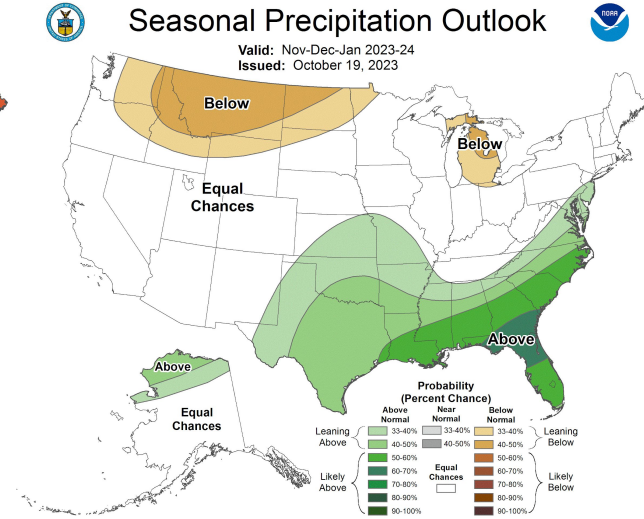 Seasonal Precipitation Outlook
NOAA
Valid: Nov-Dec-Jan 2023-24
Issued: October 19, 2023
Below
Below
Equal
Chances
Above
Above
Equal
Chances
Probability
(Percent Chance)
Above
Normal
Near
Normal
Below
Normal
Leaning
Above
33-40%
33-40%
33-40%
Leaning
Below
40-50%
40-50%
40-50%
50-60%
50-60%
60-70%
60-70%
Likely
Above
Equal
Chances
Likely
Below
70-80%
70-80%
80-90%
80-90%
90-100%
90-100%